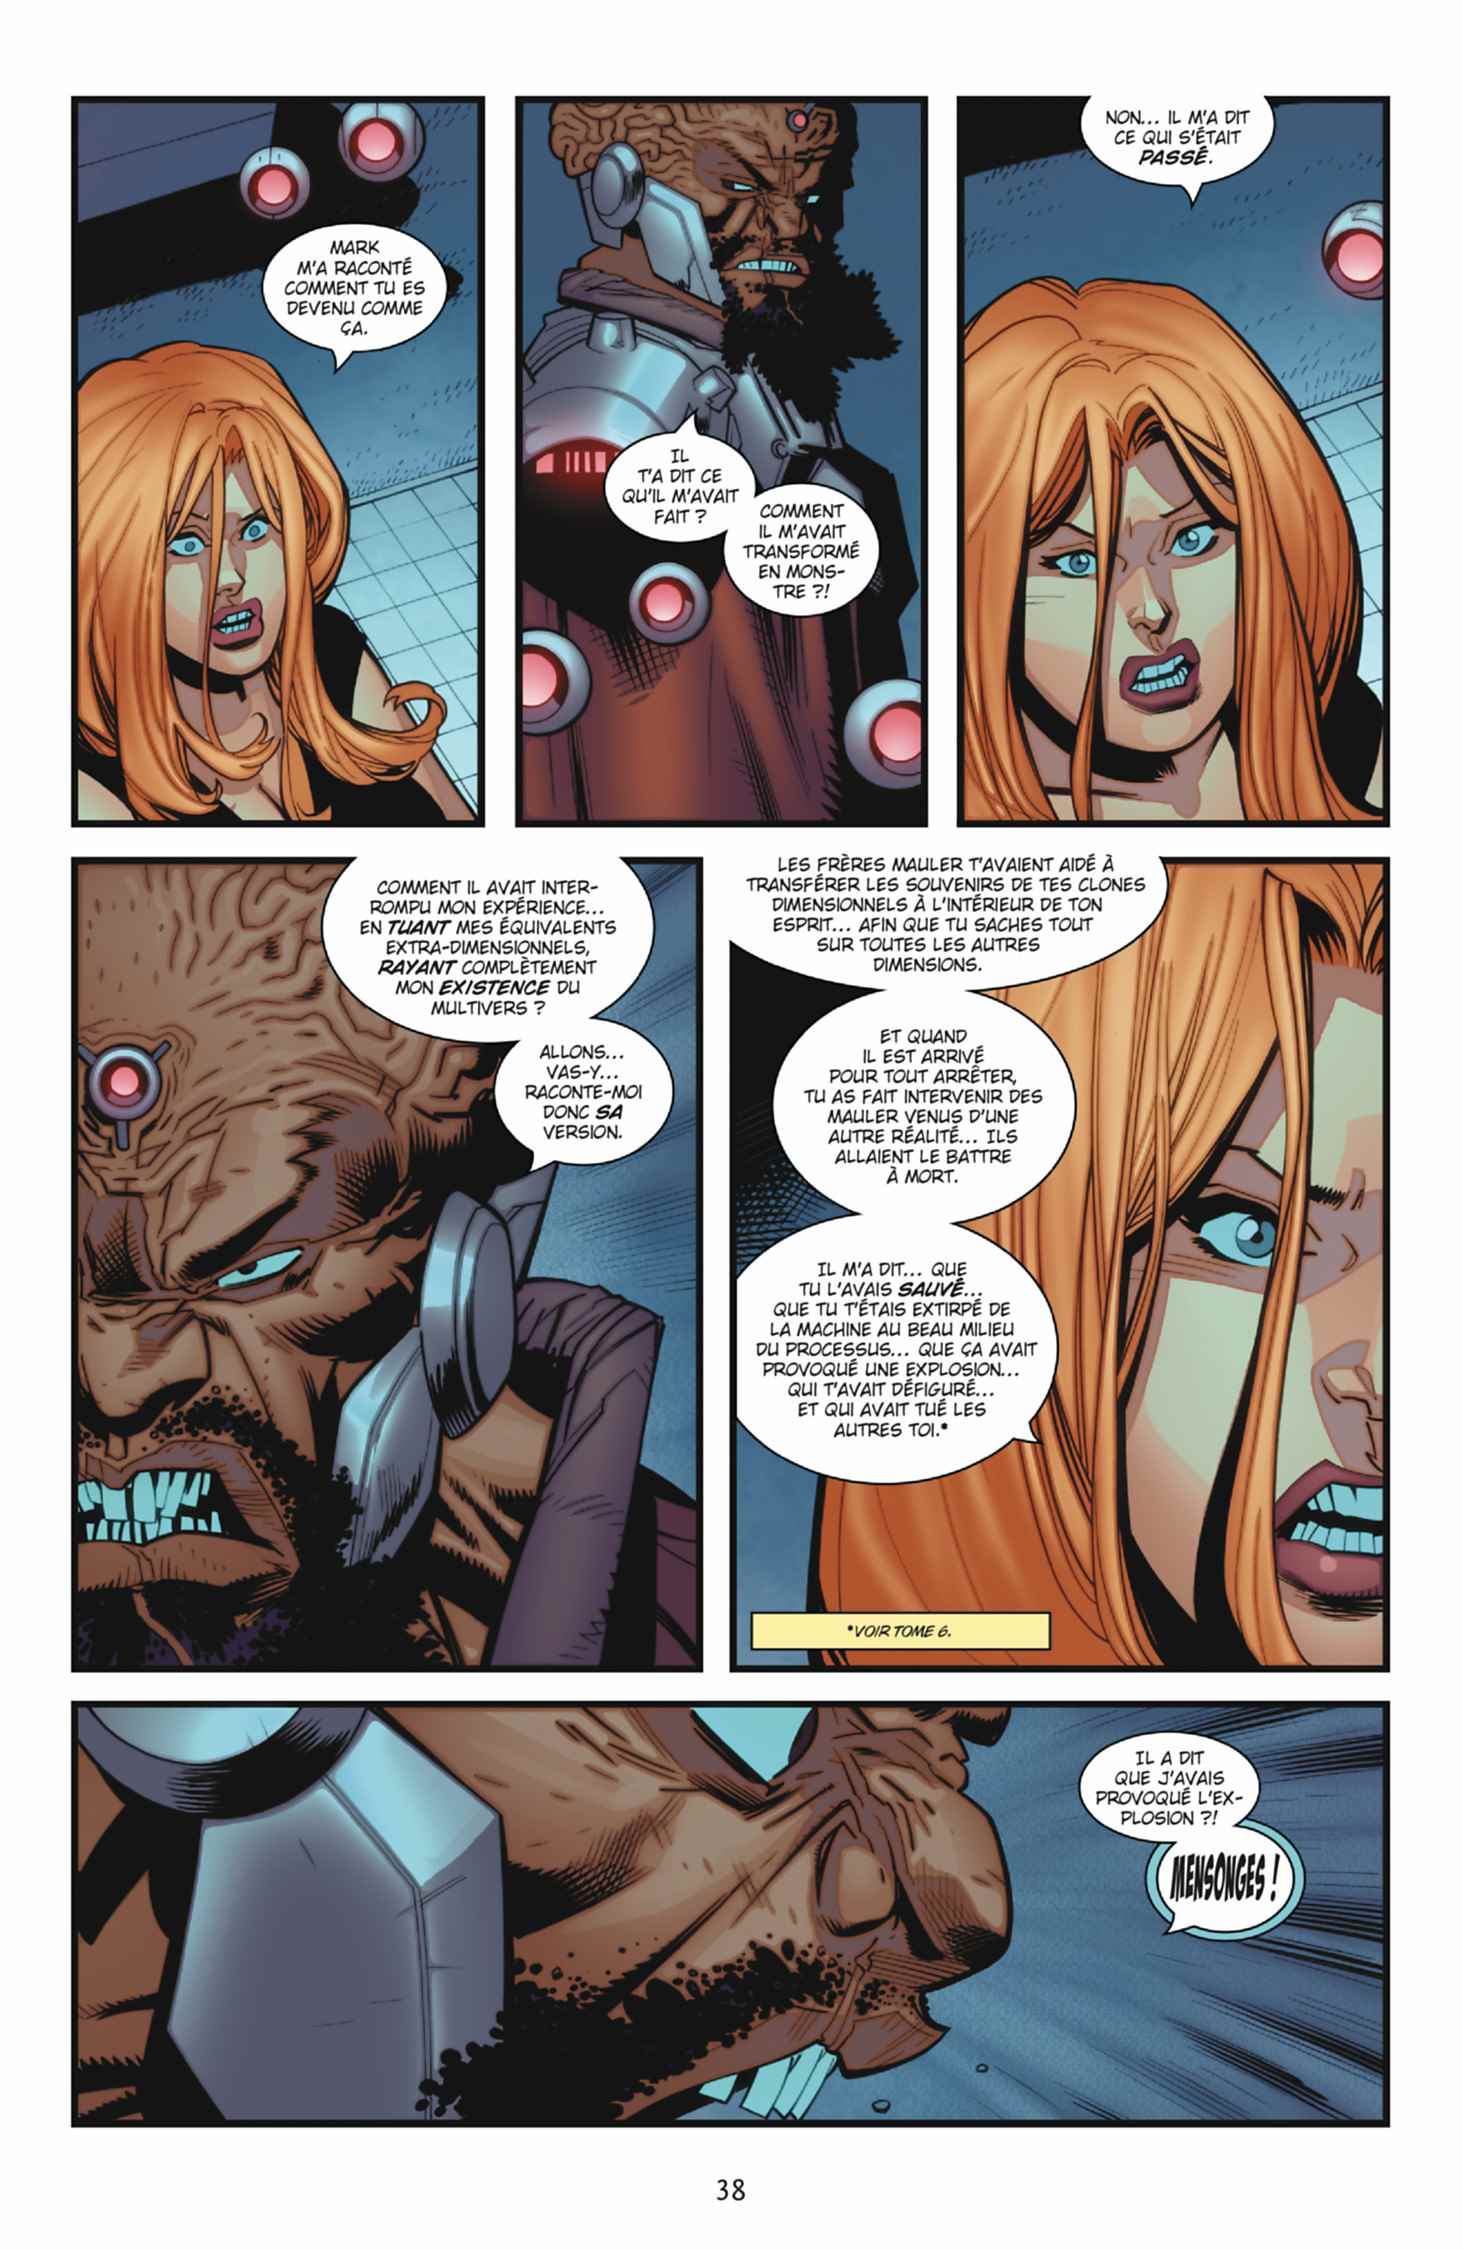 MARK
M'A RACONTÉ
COMMENT TU ES
DEVENU COMME
ÇA.
IL
T'A DIT CE
QU'IL M'AVAIT
FAIT ?
COMMENT
IL M'AVAIT
TRANSFORMÉ
EN MONS-
TRE ?!
NON... IL M'A DIT
CE QUI S'ÉTAIT
PASSÉ.
COMMENT IL AVAIT INTER-
ROMPU MON EXPÉRIENCE...
EN TUANT MES ÉQUIVALENTS
EXTRA-DIMENSIONNELS,
RAYANT COMPLÈTEMENT
MON EXISTENCE DU
MULTIVERS ?
ALLONS...
VAS-Y...
RACONTE-MOI
DONC SA
VERSION.
LES FRÈRES MAULER T'AVAIENT AIDÉ À
TRANSFÉRER LES SOUVENIRS DE TES CLONES
DIMENSIONNELS À L'INTÉRIEUR DE TON
ESPRIT... AFIN QUE TU SACHES TOUT
SUR TOUTES LES AUTRES
DIMENSIONS.
ET QUAND
IL EST ARRIVÉ
POUR TOUT ARRÊTER,
TU AS FAIT INTERVENIR DES
MAULER VENUS D'UNE
AUTRE RÉALITÉ... ILS
ALLAIENT LE BATTRE
À MORT.
IL M'A DIT... QUE
TU L'AVAIS SAUVÉ...
QUE TU T'ÉTAIS EXTIRPÉ DE
LA MACHINE AU BEAU MILIEU
DU PROCESSUS... QUE ÇA AVAIT
PROVOQUÉ UNE EXPLOSION...
QUI T'AVAIT DÉFIGURÉ...
ET QUI AVAIT TUÉ LES
AUTRES TOI.*
*VOIR TOME 6.
IL A DIT
QUE J'AVAIS
PROVOQUÉ L'EX-
PLOSION ?!
MENSONGES !
38